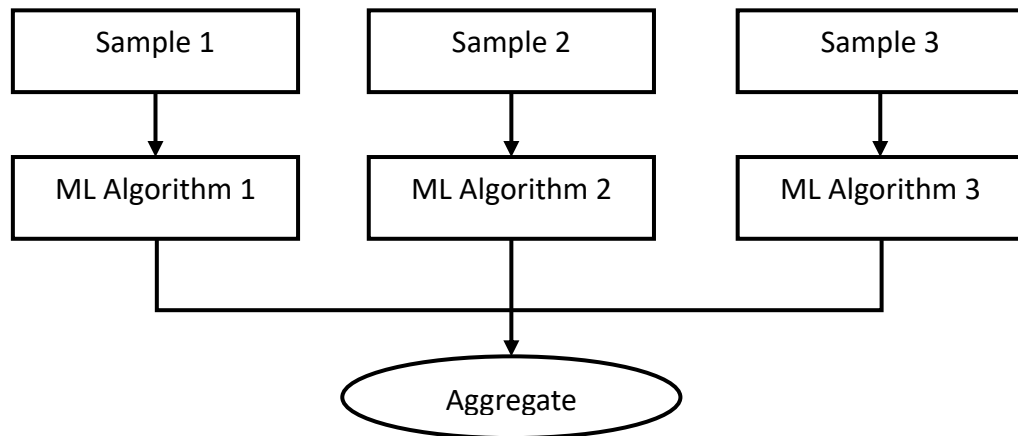 Sample 1
Sample 2
Sample 3
ML Algorithm 1
ML Algorithm 2
ML Algorithm 3
Aggregate